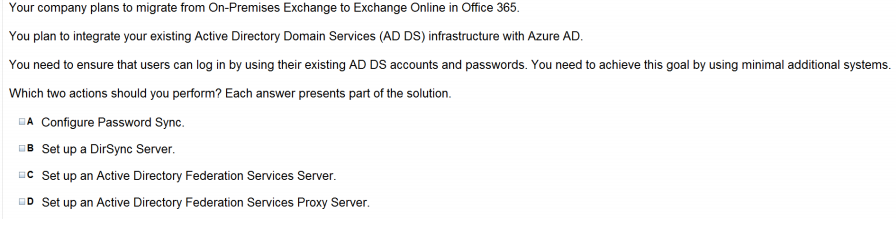 Your company plans to migrate from On-Premises Exchange to Exchange Online in Office 365.
You plan to integrate your existing Active Directory Domain Services (AD DS) infrastructure with Azure AD.
You need to ensure that users can log in by using their existing AD DS accounts and passwords. You need to achieve this goal by using minimal additional systems.
Which two actions should you perform? Each answer presents part of the solution.
A Configure Password Sync.
B Set up a DirSync Server.
C Set up an Active Directory Federation Services Server.
D Set up an Active Directory Federation Services Proxy Server.